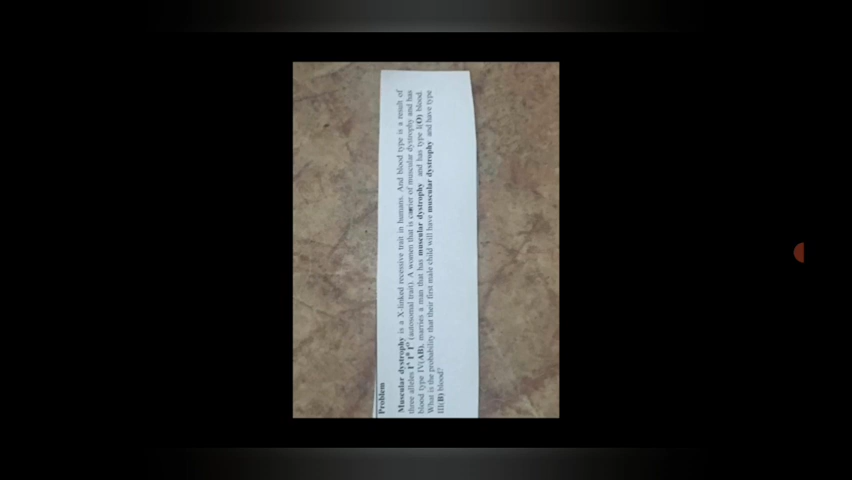 Problem
Muscular dystrophy is a X-linked recessive trait in humans. And blood type is a result of
three alleles Iᴬ Iᴮ Iᴼ (autosomal trait). A women that is carrier of muscular dystrophy and has
blood type IV(AB), marries a man that has muscular dystrophy and has type I(O) blood.
What is the probability that their first male child will have muscular dystrophy and have type
III(B) blood?